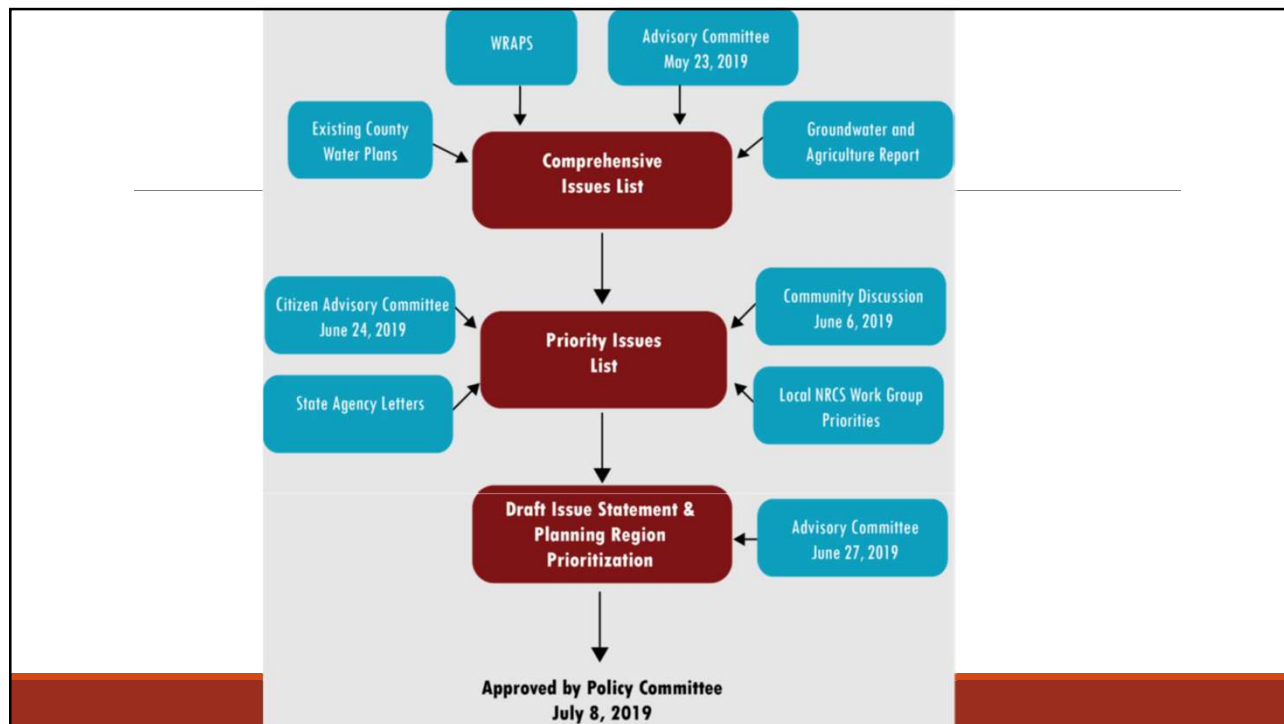 WRAPS
Advisory Committee
May 23, 2019
Existing County
Water Plans
Groundwater and
Agriculture Report
Comprehensive
Issues List
Citizen Advisory Committee
June 24, 2019
Community Discussion
June 6, 2019
Priority Issues
List
State Agency Letters
Local NRCS Work Group
Priorities
Draft Issue Statement &
Planning Region
Prioritization
Advisory Committee
June 27, 2019
Approved by Policy Committee
July 8, 2019